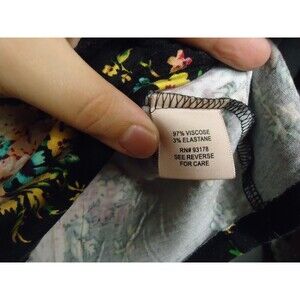 97% VISCOSE
3% ELASTANE
RN# 93178
SEE REVERSE
FOR CARE